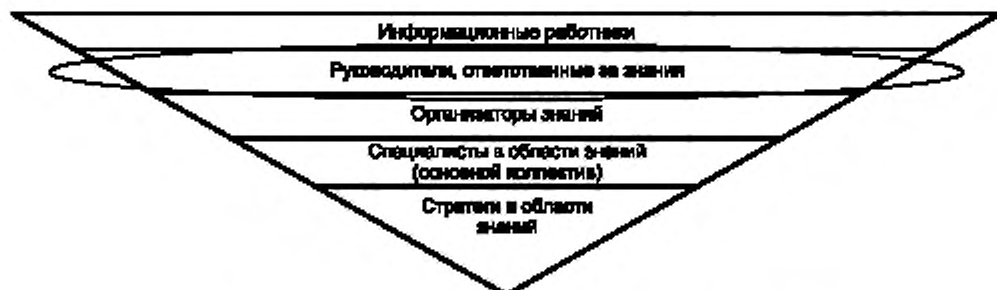 Информационные работники
Руководители, ответственные за знания
Организаторы знаний
Специалисты в области знаний
(основной коллектив)
Стратеги в области
знаний